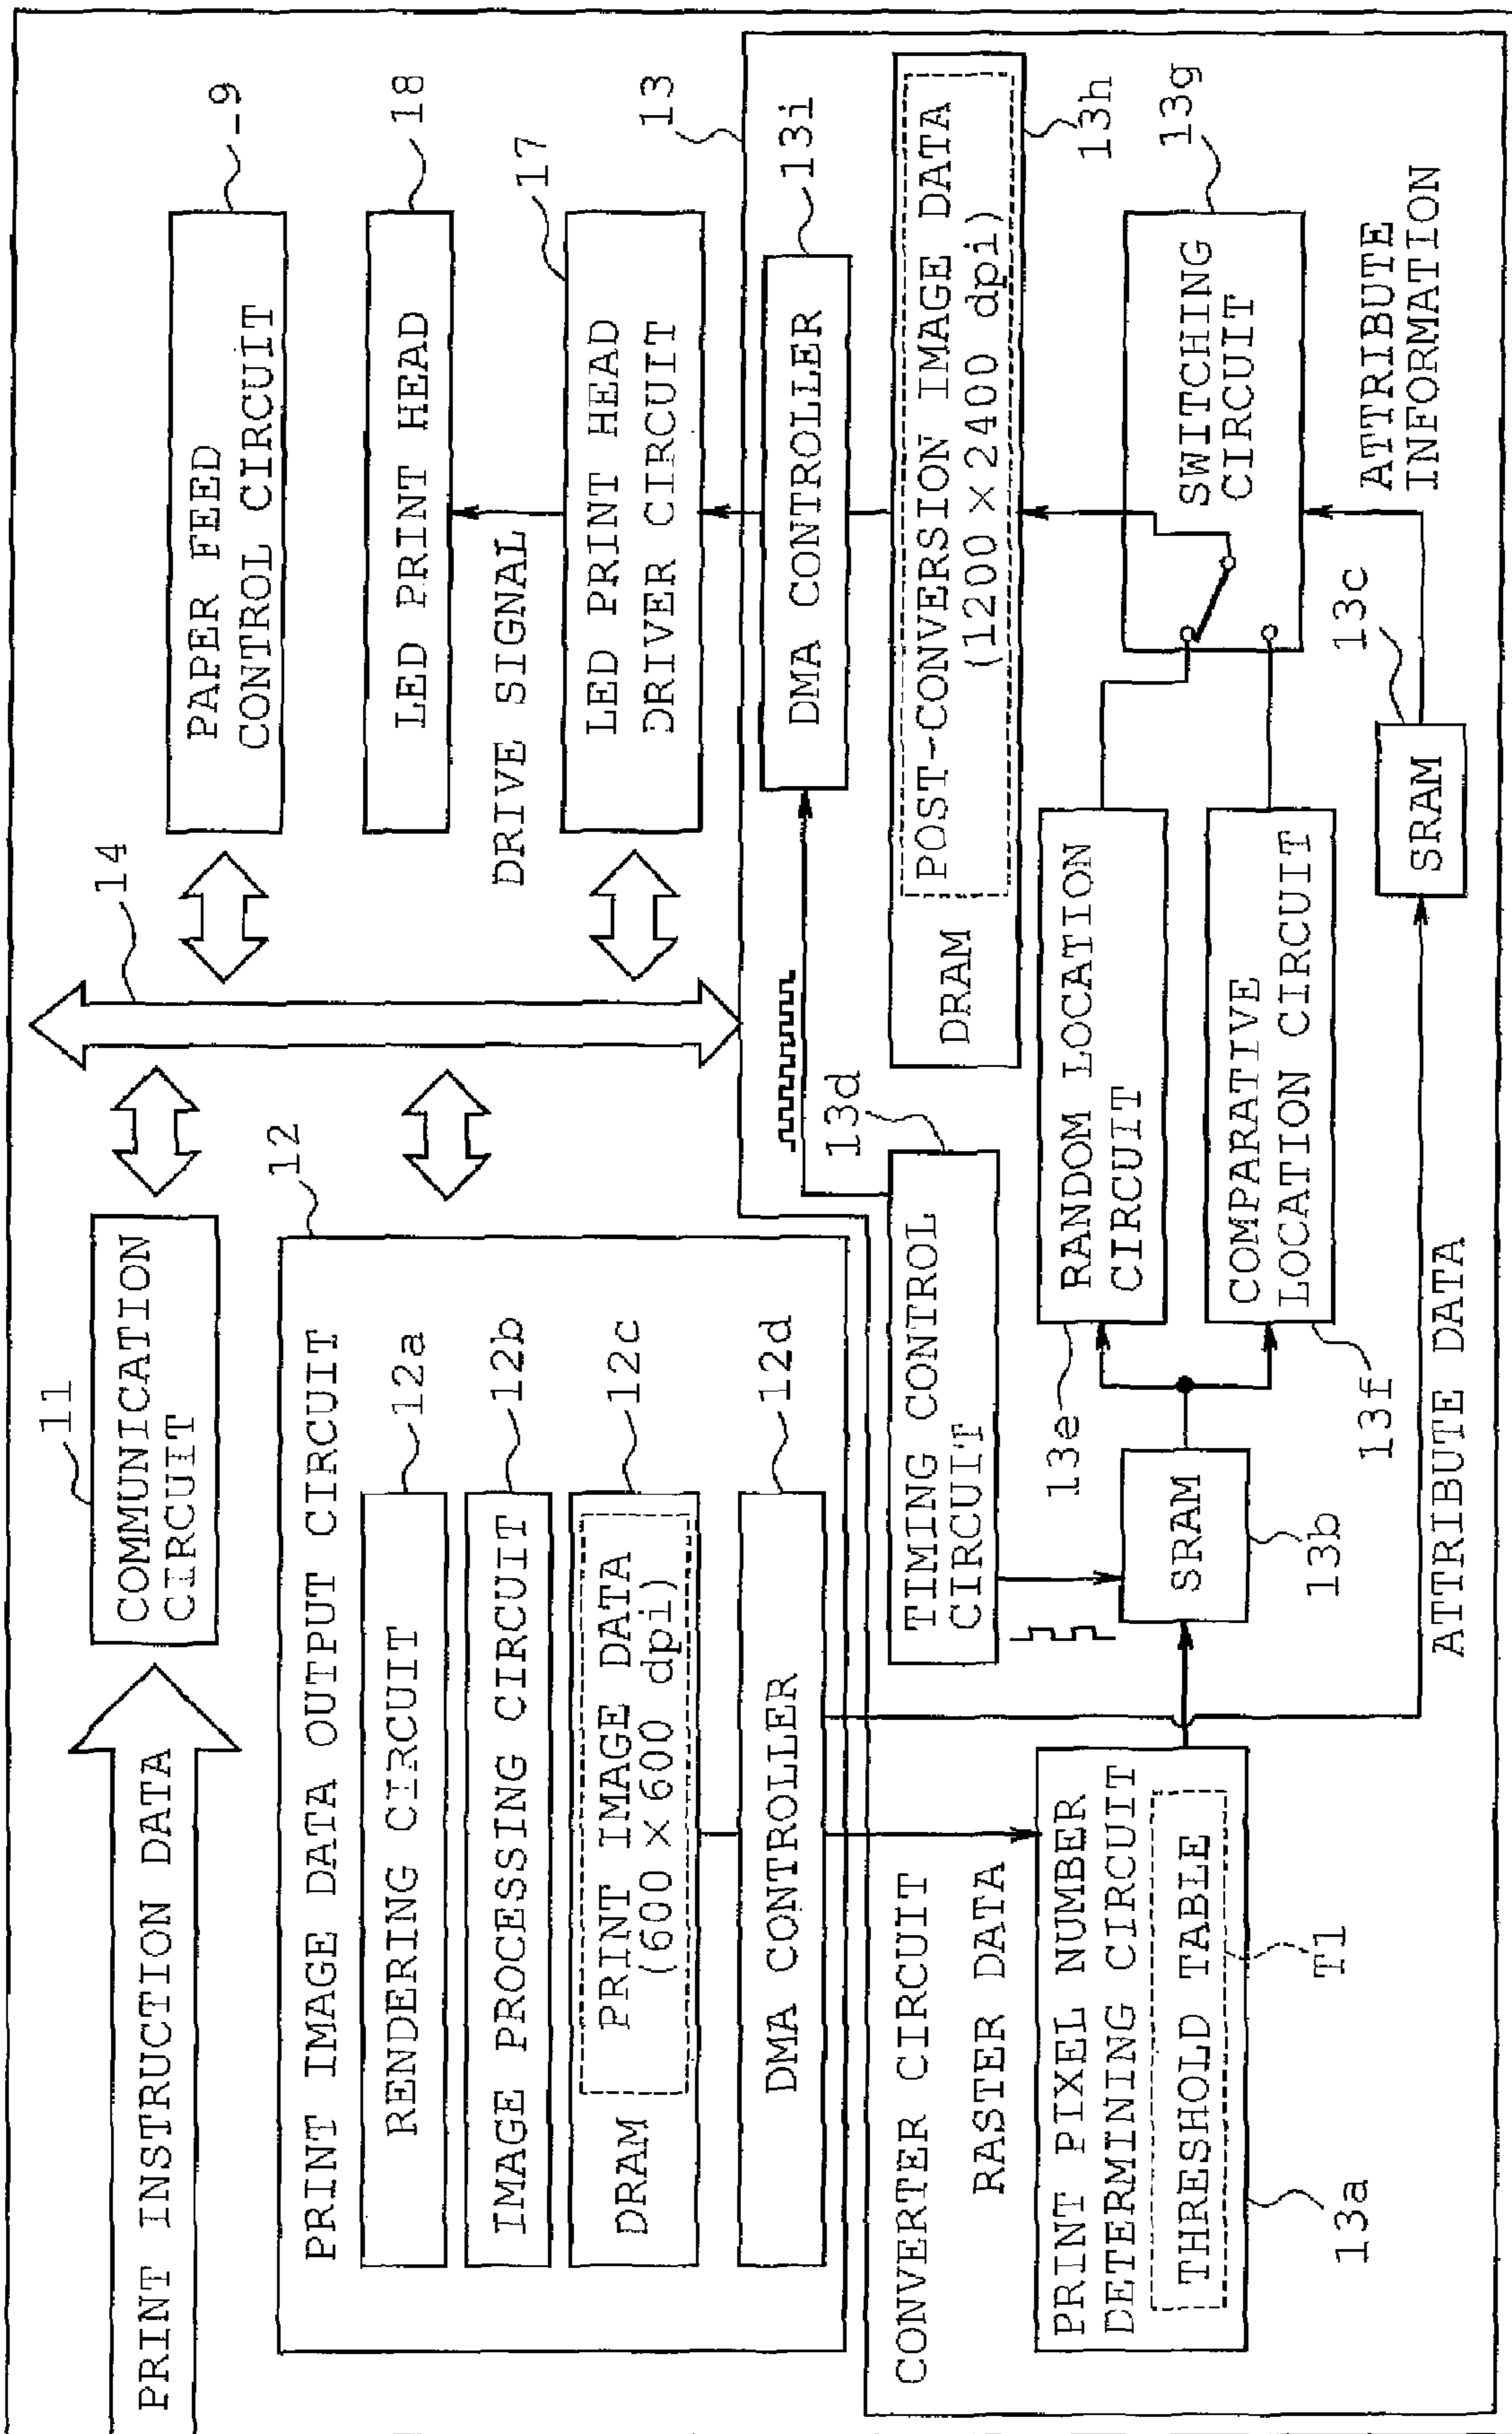 PRINT INSTRUCTION DATA
11
COMMUNICATION
CIRCUIT
14
PAPER FEED
CONTROL CIRCUIT
9
12
PRINT IMAGE DATA OUTPUT CIRCUIT
RENDERING CIRCUIT
12a
IMAGE PROCESSING CIRCUIT
12b
DRAM
PRINT IMAGE DATA
(600 × 600 dpi)
12c
DMA CONTROLLER
12d
LED PRINT HEAD
18
DRIVE SIGNAL
LED PRINT HEAD
DRIVER CIRCUIT
17
CONVERTER CIRCUIT
13
RASTER DATA
PRINT PIXEL NUMBER
DETERMINING CIRCUIT
THRESHOLD TABLE
T1
13a
TIMING CONTROL
CIRCUIT
13d
SRAM
13b
13e
RANDOM LOCATION
CIRCUIT
COMPARATIVE
LOCATION CIRCUIT
13f
DMA CONTROLLER
13i
DRAM
POST-CONVERSION IMAGE DATA
(1200 × 2400 dpi)
13h
SWITCHING
CIRCUIT
13g
ATTRIBUTE DATA
SRAM
13c
ATTRIBUTE
INFORMATION